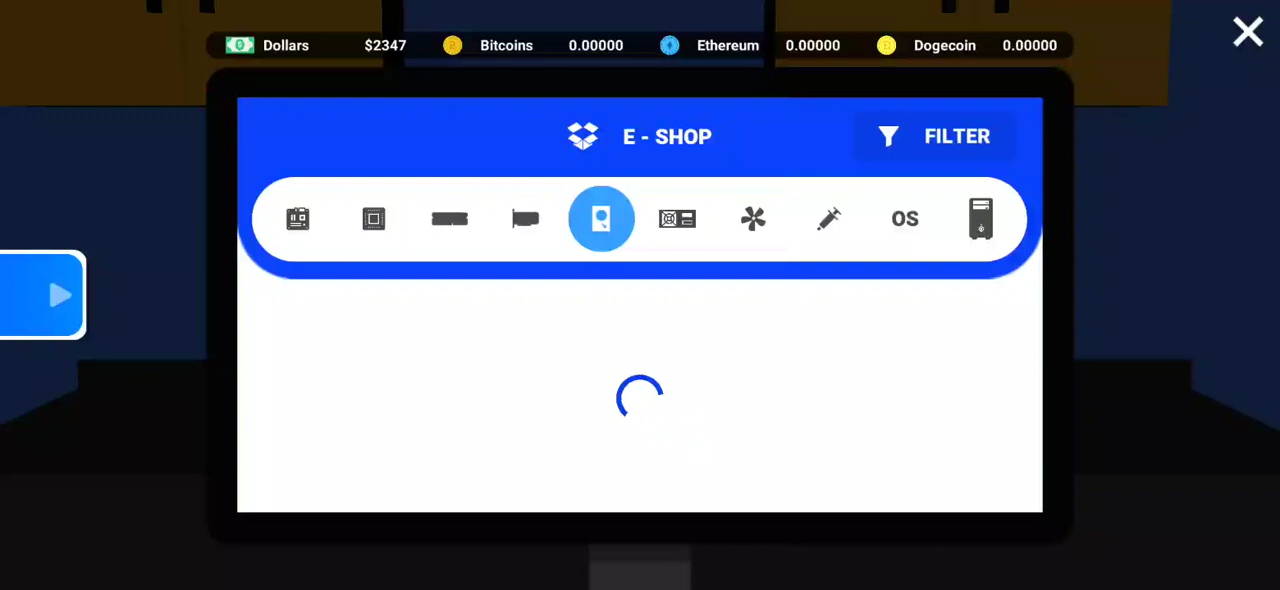 Dollars $2347 Bitcoins 0.00000 Ethereum 0.00000 Dogecoin 0.00000
E - SHOP FILTER
OS